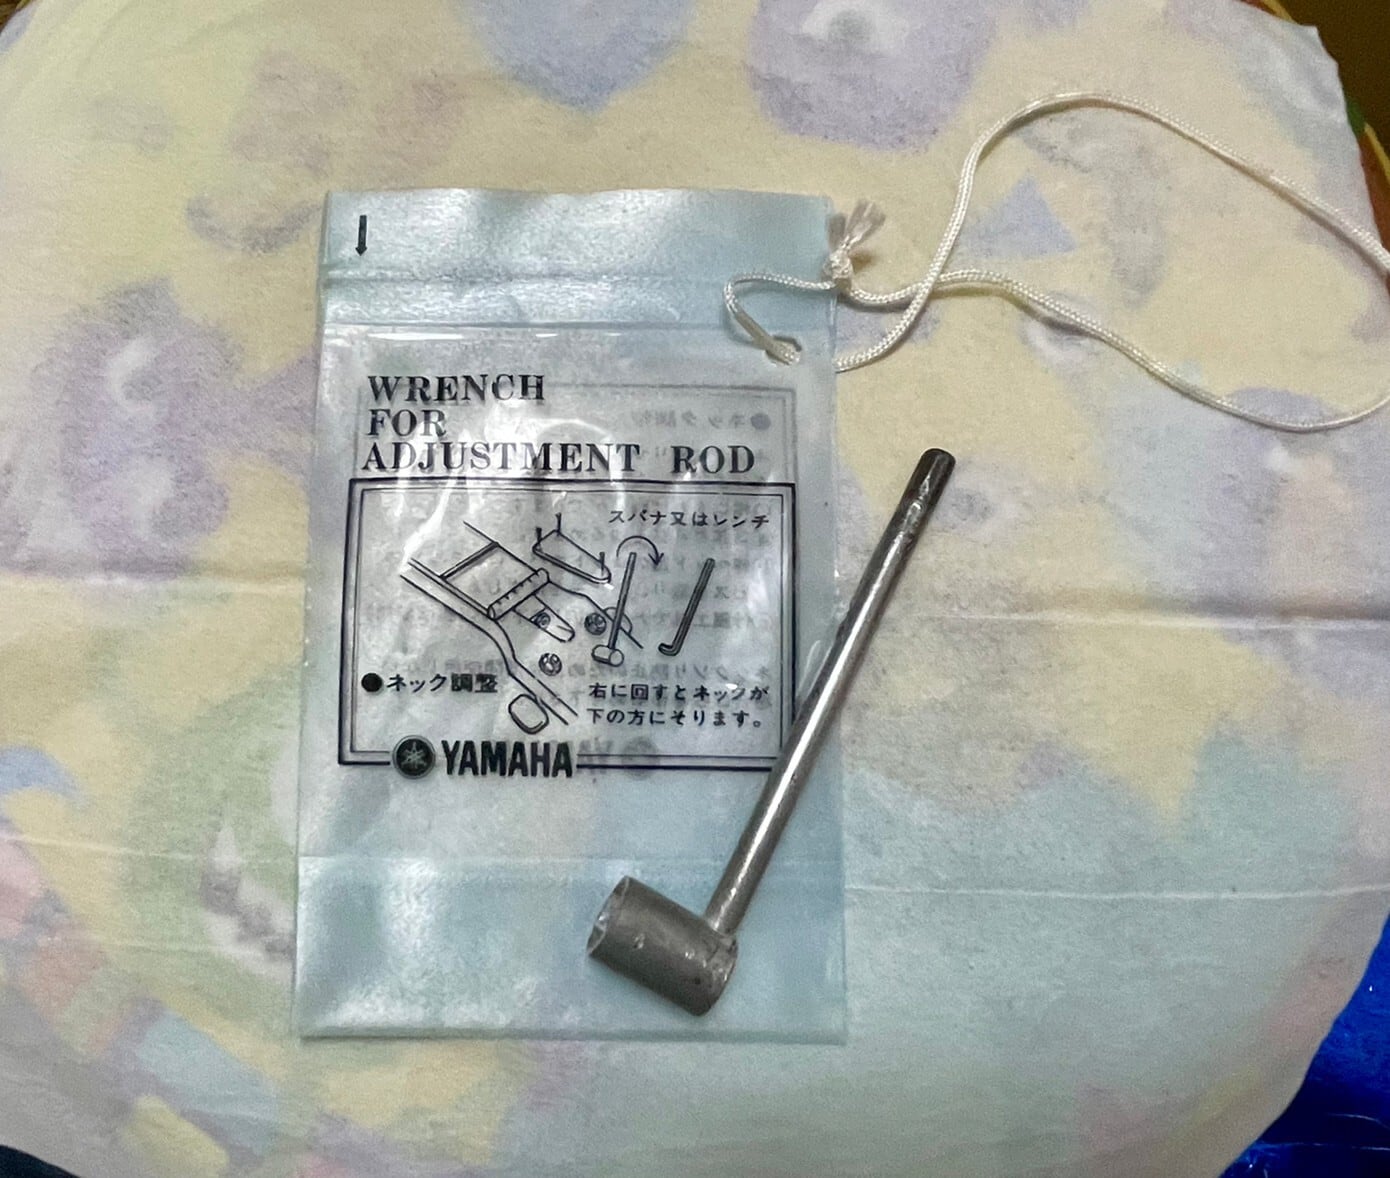 WRENCH
FOR
ADJUSTMENT ROD
スパナ又はレンチ
●ネック調整
右に回すとネックが
下の方にそります。
YAMAHA